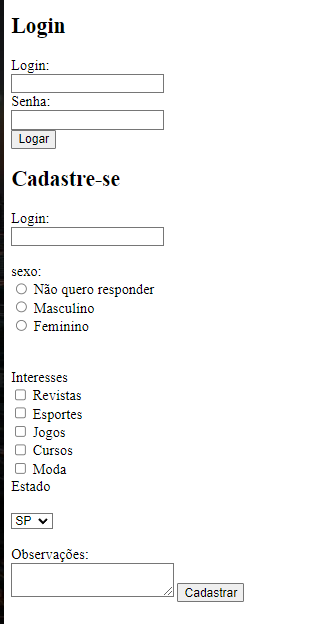 Login
Login:
Senha:
Logar
Cadastre-se
Login:
sexo:
Não quero responder
Masculino
Feminino
Interesses
Revistas
Esportes
Jogos
Cursos
Moda
Estado
SP
Observações:
Cadastrar